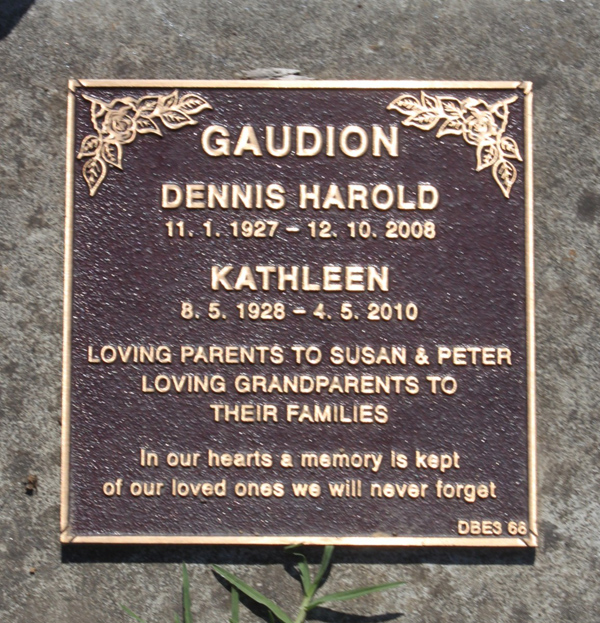 GAUDION
DENNIS HAROLD
11. 1. 1927 – 12. 10. 2008
KATHLEEN
8. 5. 1928 – 4. 5. 2010
LOVING PARENTS TO SUSAN & PETER
LOVING GRANDPARENTS TO
THEIR FAMILIES
In our hearts a memory is kept
of our loved ones we will never forget
DBE3 68